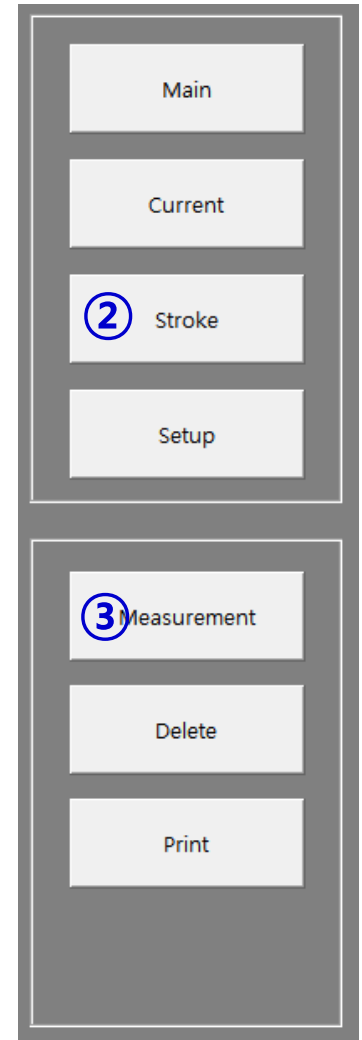 Main
Current
② Stroke
Setup
③ Measurement
Delete
Print